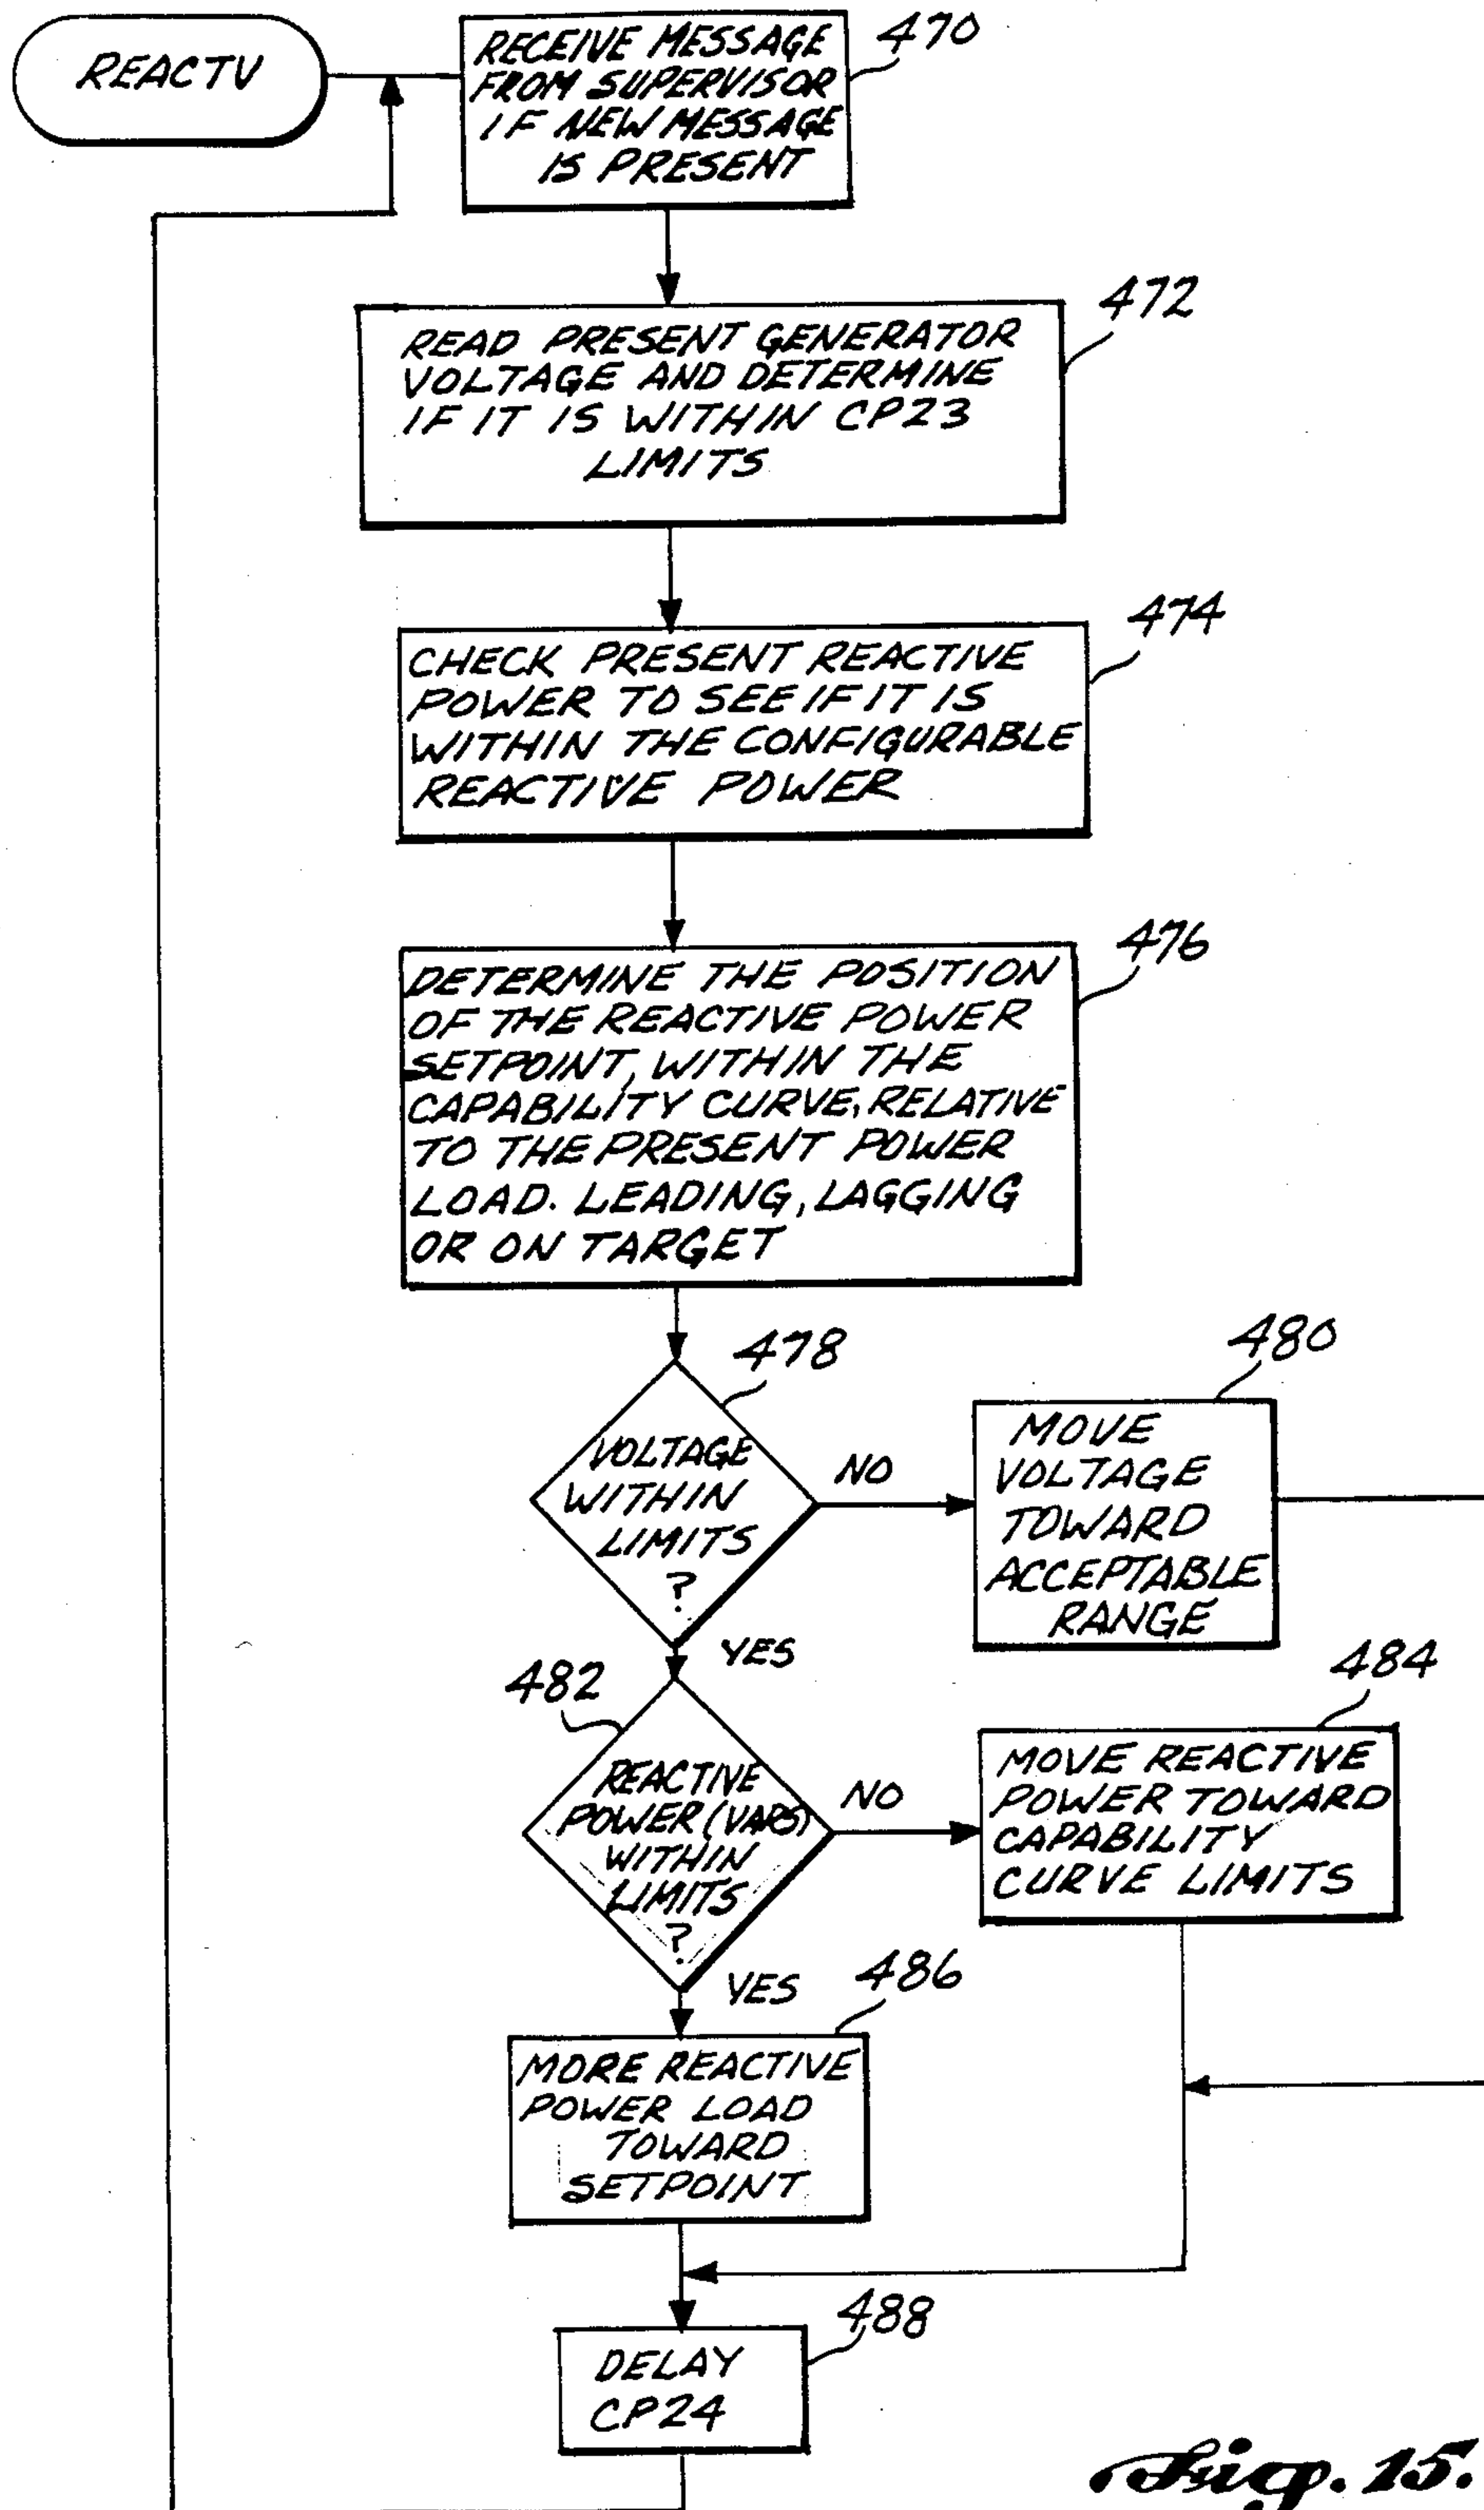 REACTV
RECEIVE MESSAGE
FROM SUPERVISOR
IF NEW MESSAGE
IS PRESENT
470
READ PRESENT GENERATOR
VOLTAGE AND DETERMINE
IF IT IS WITHIN CP23
LIMITS
472
CHECK PRESENT REACTIVE
POWER TO SEE IF IT IS
WITHIN THE CONFIGURABLE
REACTIVE POWER
474
DETERMINE THE POSITION
OF THE REACTIVE POWER
SETPOINT, WITHIN THE
CAPABILITY CURVE, RELATIVE
TO THE PRESENT POWER
LOAD. LEADING, LAGGING
OR ON TARGET
476
VOLTAGE
WITHIN
LIMITS
?
478
NO
YES
MOVE
VOLTAGE
TOWARD
ACCEPTABLE
RANGE
480
REACTIVE
POWER (VARS)
WITHIN
LIMITS
?
482
NO
YES
MOVE REACTIVE
POWER TOWARD
CAPABILITY
CURVE LIMITS
484
MORE REACTIVE
POWER LOAD
TOWARD
SETPOINT
486
DELAY
CP24
488
Fig. 15.